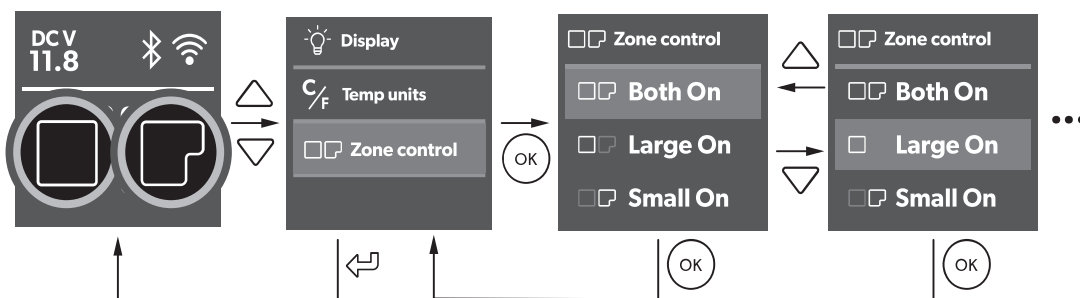 DC V
11.8
Display
C/F Temp units
Zone control
OK
Zone control
Both On
Large On
Small On
OK
Zone control
Both On
Large On
Small On
OK